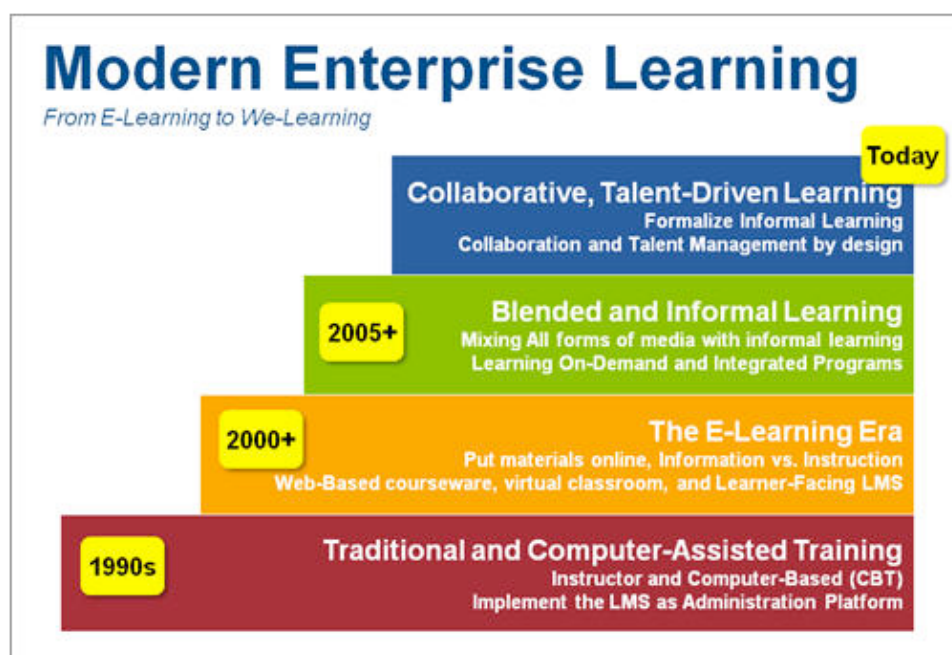 Modern Enterprise Learning
From E-Learning to We-Learning
Today
Collaborative, Talent-Driven Learning
Formalize Informal Learning
Collaboration and Talent Management by design
2005+
Blended and Informal Learning
Mixing All forms of media with informal learning
Learning On-Demand and Integrated Programs
2000+
The E-Learning Era
Put materials online, Information vs. Instruction
Web-Based courseware, virtual classroom, and Learner-Facing LMS
1990s
Traditional and Computer-Assisted Training
Instructor and Computer-Based (CBT)
Implement the LMS as Administration Platform